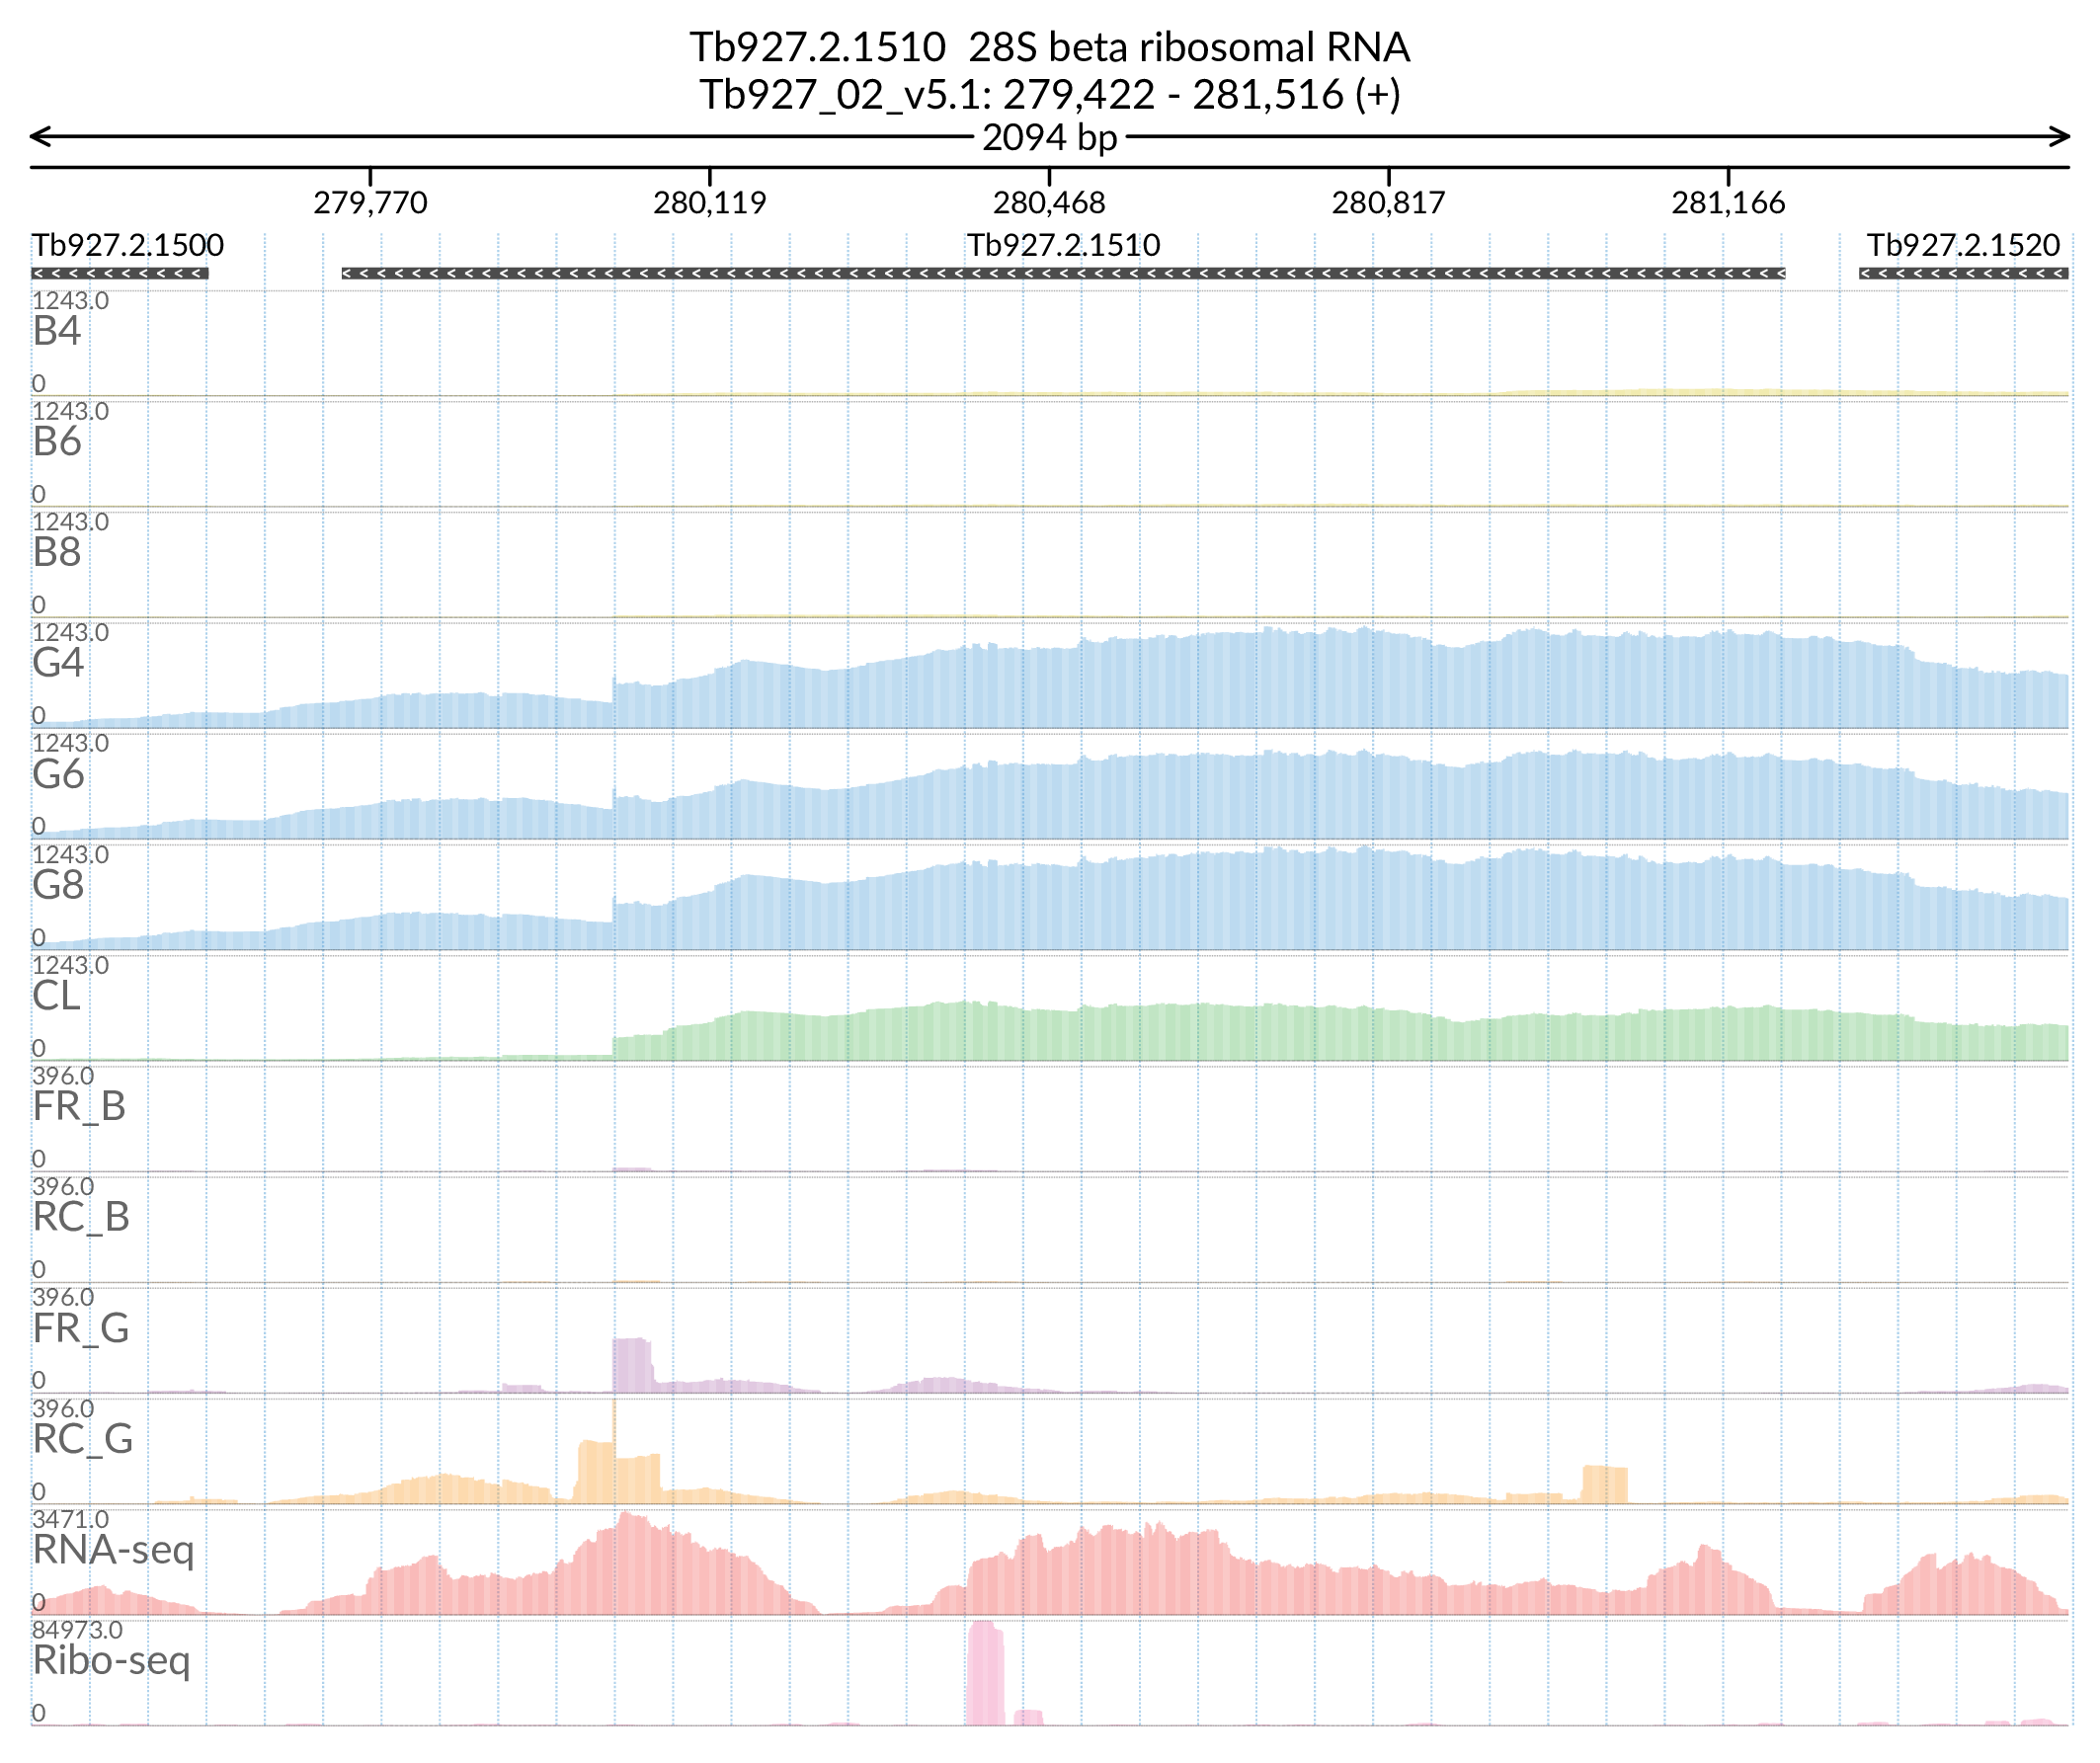 Tb927.2.1510  28S beta ribosomal RNA
Tb927_02_v5.1: 279,422 - 281,516 (+)
2094 bp
279,770 280,119 280,468 280,817 281,166
Tb927.2.1500 Tb927.2.1510 Tb927.2.1520
1243.0
B4
0
1243.0
B6
0
1243.0
B8
0
1243.0
G4
0
1243.0
G6
0
1243.0
G8
0
1243.0
CL
0
396.0
FR_B
0
396.0
RC_B
0
396.0
FR_G
0
396.0
RC_G
0
3471.0
RNA-seq
0
84973.0
Ribo-seq
0